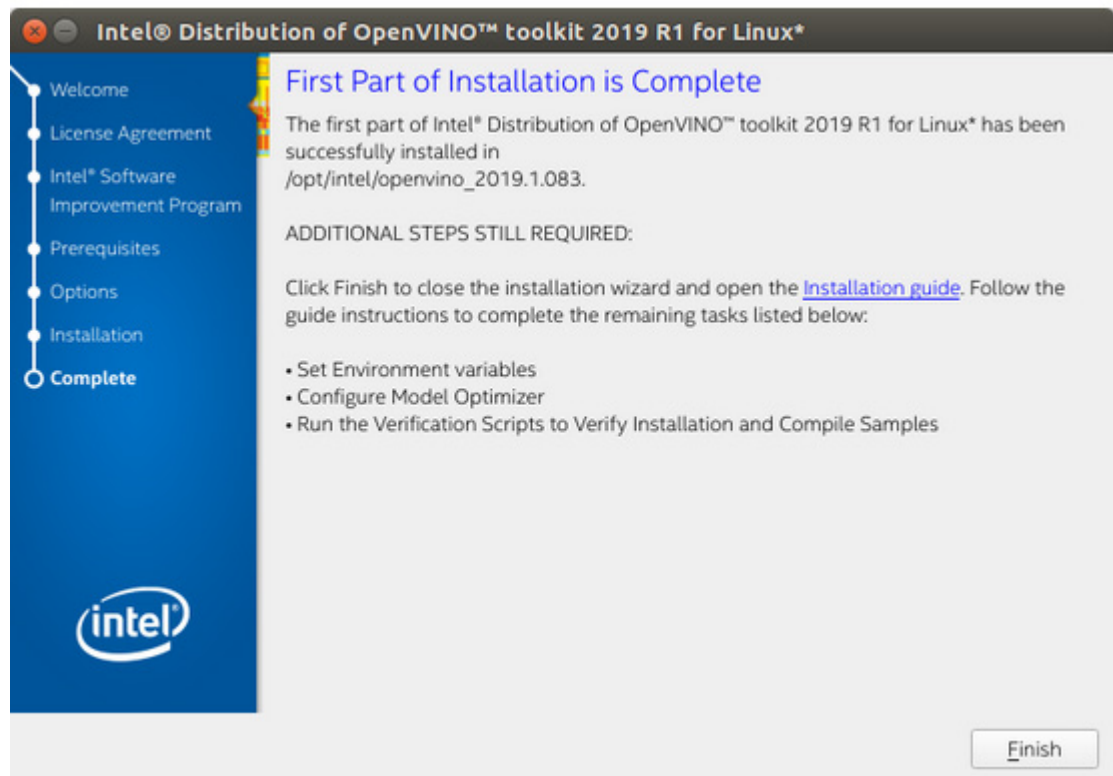 Intel® Distribution of OpenVINO™ toolkit 2019 R1 for Linux*
Welcome
License Agreement
Intel® Software
Improvement Program
Prerequisites
Options
Installation
Complete
intel®
First Part of Installation is Complete
The first part of Intel® Distribution of OpenVINO™ toolkit 2019 R1 for Linux* has been
successfully installed in
/opt/intel/openvino_2019.1.083.
ADDITIONAL STEPS STILL REQUIRED:
Click Finish to close the installation wizard and open the Installation guide. Follow the
guide instructions to complete the remaining tasks listed below:
• Set Environment variables
• Configure Model Optimizer
• Run the Verification Scripts to Verify Installation and Compile Samples
Finish